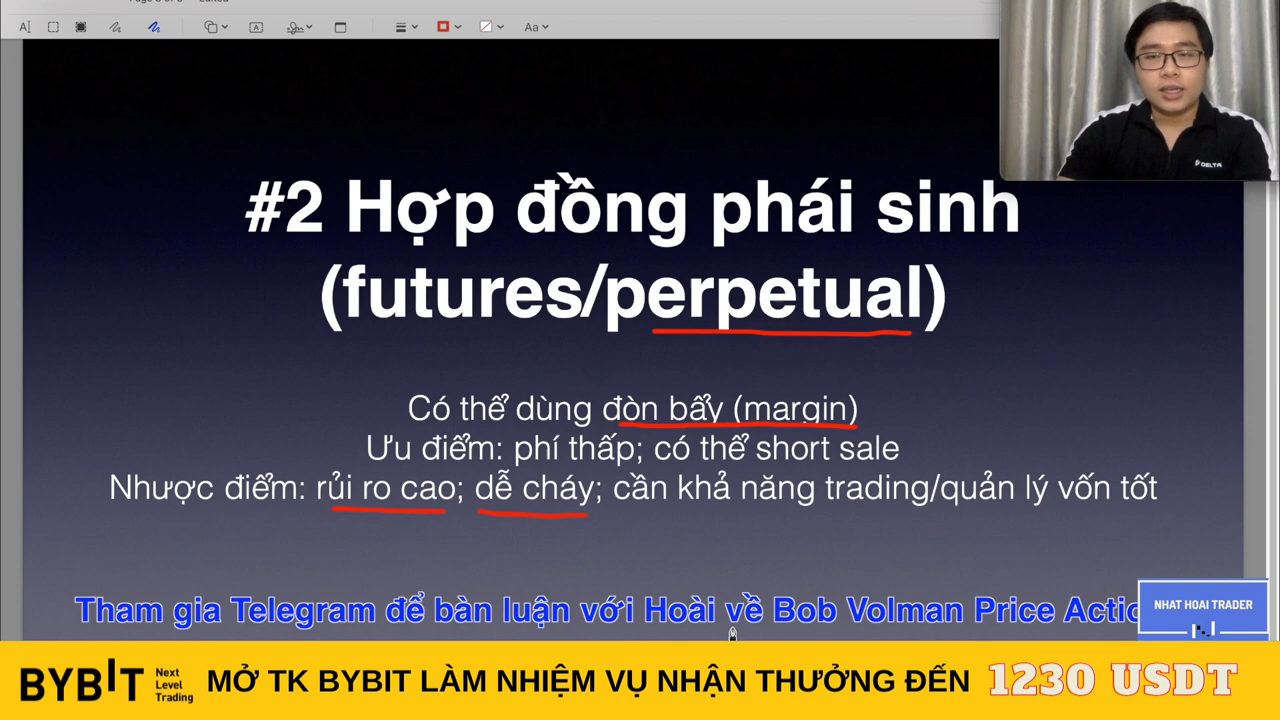 Aa
DELTA
#2 Hợp đồng phái sinh
(futures/perpetual)
Có thể dùng đòn bẩy (margin)
Ưu điểm: phí thấp; có thể short sale
Nhược điểm: rủi ro cao; dễ cháy; cần khả năng trading/quản lý vốn tốt
Tham gia Telegram để bàn luận với Hoài về Bob Volman Price Actio
NHAT HOAI TRADER
BYBIT
Next
Level
Trading
MỞ TK BYBIT LÀM NHIỆM VỤ NHẬN THƯỞNG ĐẾN
1230 USDT